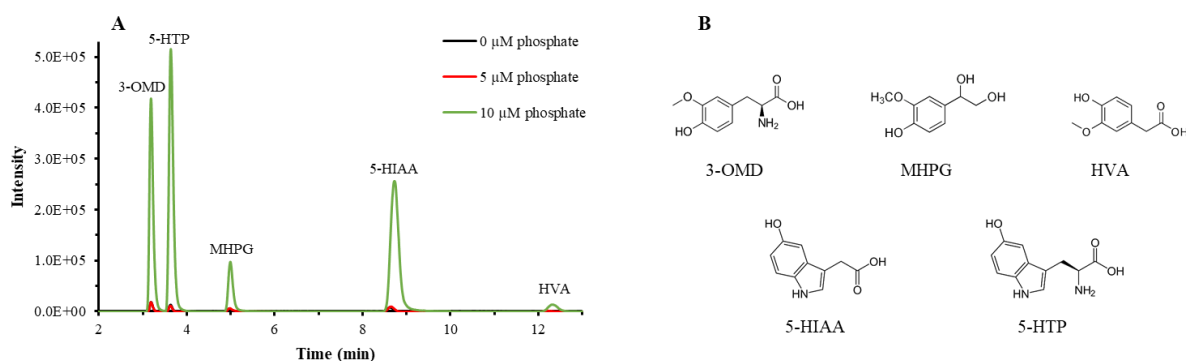 A
5-HTP
3-OMD
5-HIAA
MHPG
HVA
0 µM phosphate
5 µM phosphate
10 µM phosphate
Intensity
5.0E+05
4.0E+05
3.0E+05
2.0E+05
1.0E+05
0.0E+00
2
4
6
8
10
12
Time (min)
B
O
HO
O
OH
NH₂
3-OMD
OH
H₃CO
OH
HO
MHPG
HO
O
O
OH
HVA
HO
OH
O
HN
5-HIAA
HO
O
OH
HN
NH₂
5-HTP